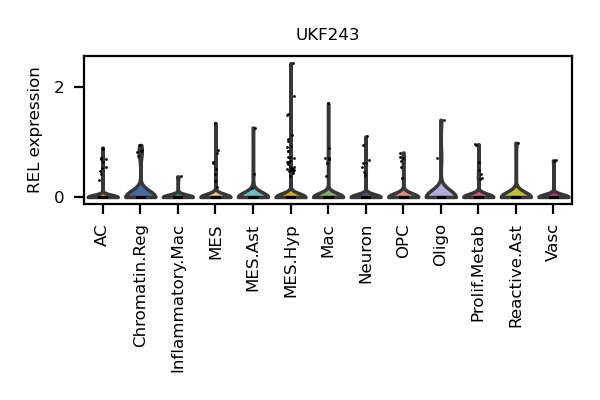 UKF243
REL expression
2
0
AC
Chromatin.Reg
Inflammatory.Mac
MES
MES.Ast
MES.Hyp
Mac
Neuron
OPC
Oligo
Prolif.Metab
Reactive.Ast
Vasc